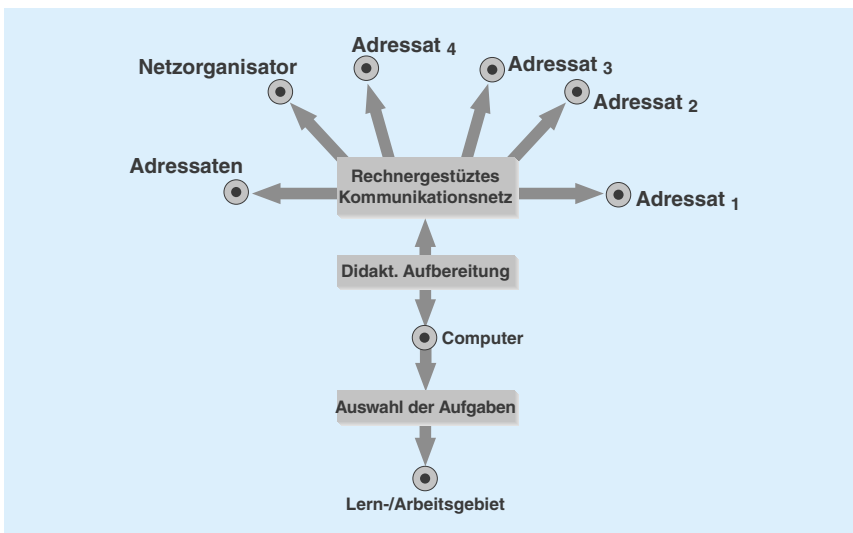 Adressat 4
Netzorganisator
Adressat 3
Adressat 2
Adressaten
Rechnergestüztes
Kommunikationsnetz
Adressat 1
Didakt. Aufbereitung
Computer
Auswahl der Aufgaben
Lern-/Arbeitsgebiet